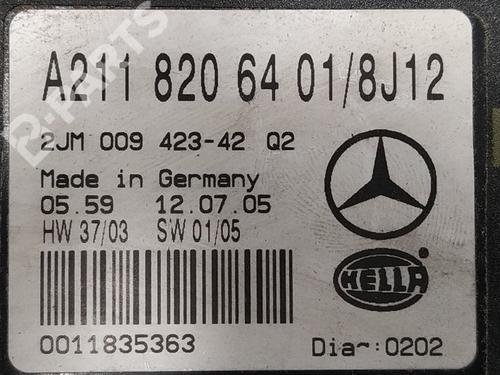 A211 820 64 01/8J12
2JM 009 423-42 Q2
Made in Germany
05.59 12.07.05
HW 37/03 SW 01/05
HELLA
0011835363
Dia~:0202
B-PARTS